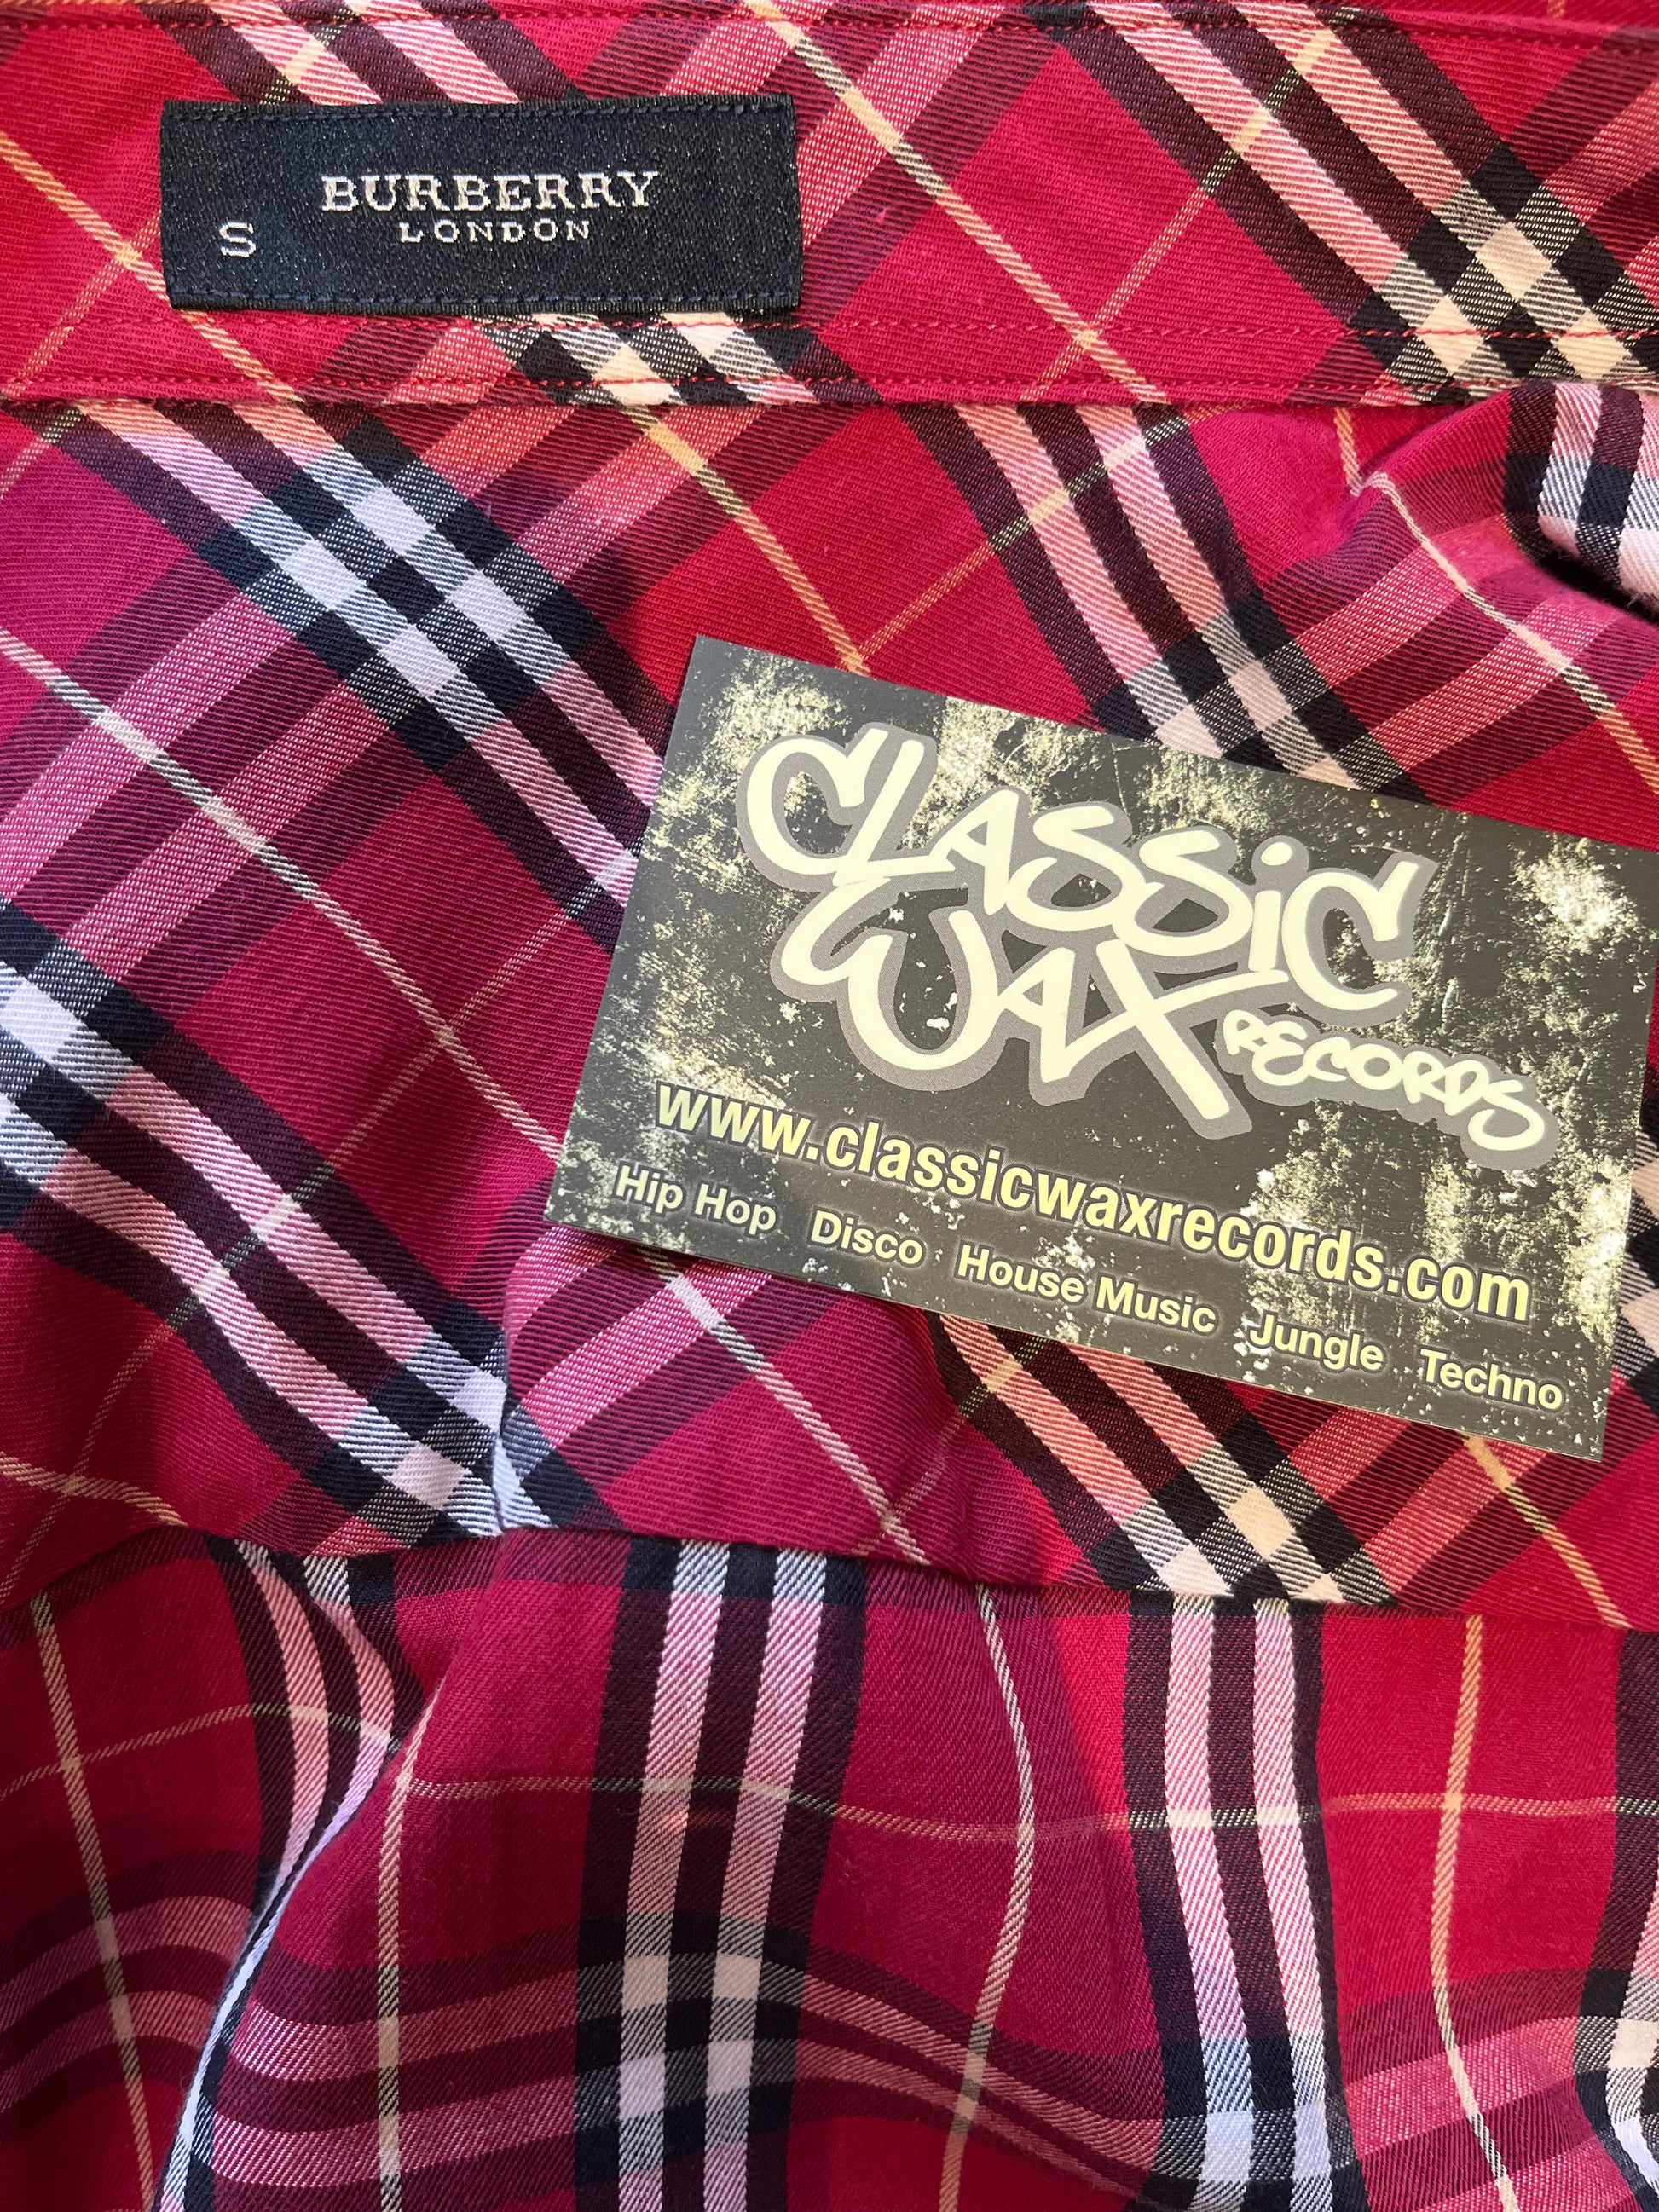 BURBERRY
LONDON
S
CLASSIC
WAX
RECORDS
www.classicwaxrecords.com
Hip Hop Disco House Music Jungle Techno